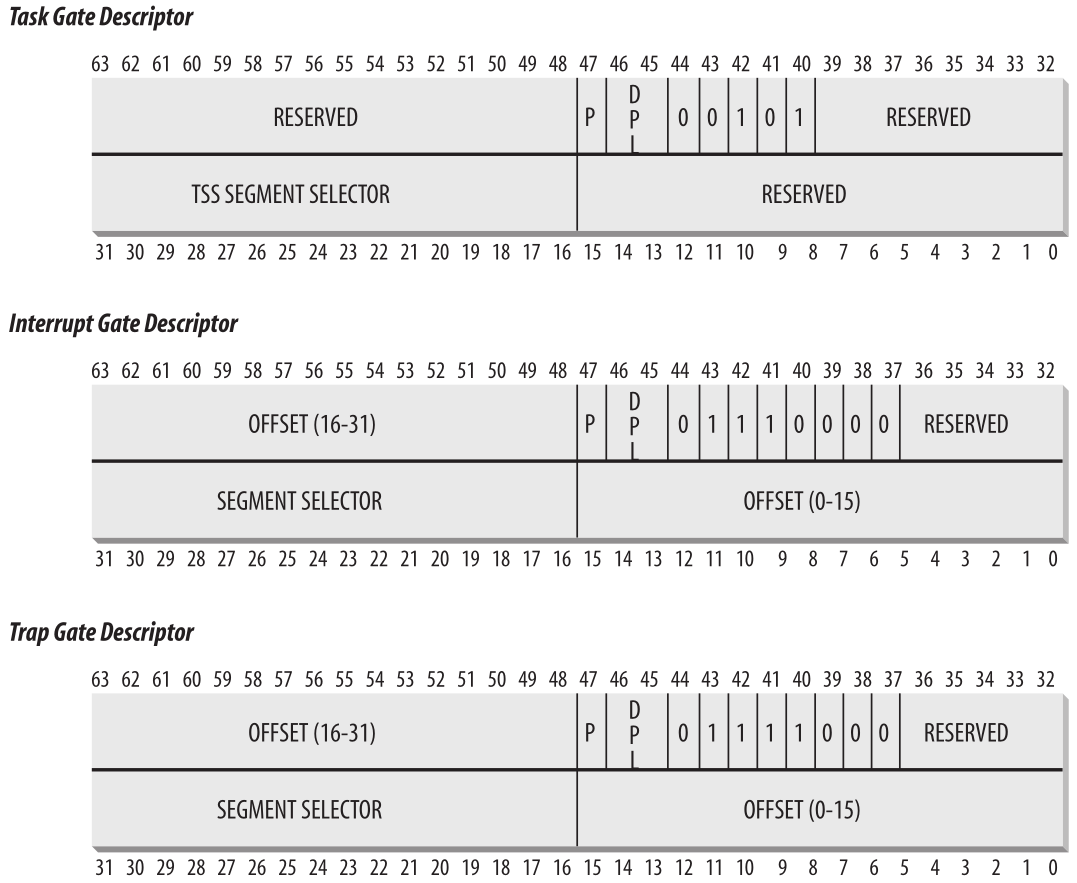 Task Gate Descriptor
63 62 61 60 59 58 57 56 55 54 53 52 51 50 49 48 47 46 45 44 43 42 41 40 39 38 37 36 35 34 33 32
RESERVED P DPL 0 0 1 0 1 RESERVED
TSS SEGMENT SELECTOR RESERVED
31 30 29 28 27 26 25 24 23 22 21 20 19 18 17 16 15 14 13 12 11 10 9 8 7 6 5 4 3 2 1 0
Interrupt Gate Descriptor
63 62 61 60 59 58 57 56 55 54 53 52 51 50 49 48 47 46 45 44 43 42 41 40 39 38 37 36 35 34 33 32
OFFSET (16-31) P DPL 0 1 1 1 0 0 0 0 RESERVED
SEGMENT SELECTOR OFFSET (0-15)
31 30 29 28 27 26 25 24 23 22 21 20 19 18 17 16 15 14 13 12 11 10 9 8 7 6 5 4 3 2 1 0
Trap Gate Descriptor
63 62 61 60 59 58 57 56 55 54 53 52 51 50 49 48 47 46 45 44 43 42 41 40 39 38 37 36 35 34 33 32
OFFSET (16-31) P DPL 0 1 1 1 1 0 0 0 RESERVED
SEGMENT SELECTOR OFFSET (0-15)
31 30 29 28 27 26 25 24 23 22 21 20 19 18 17 16 15 14 13 12 11 10 9 8 7 6 5 4 3 2 1 0